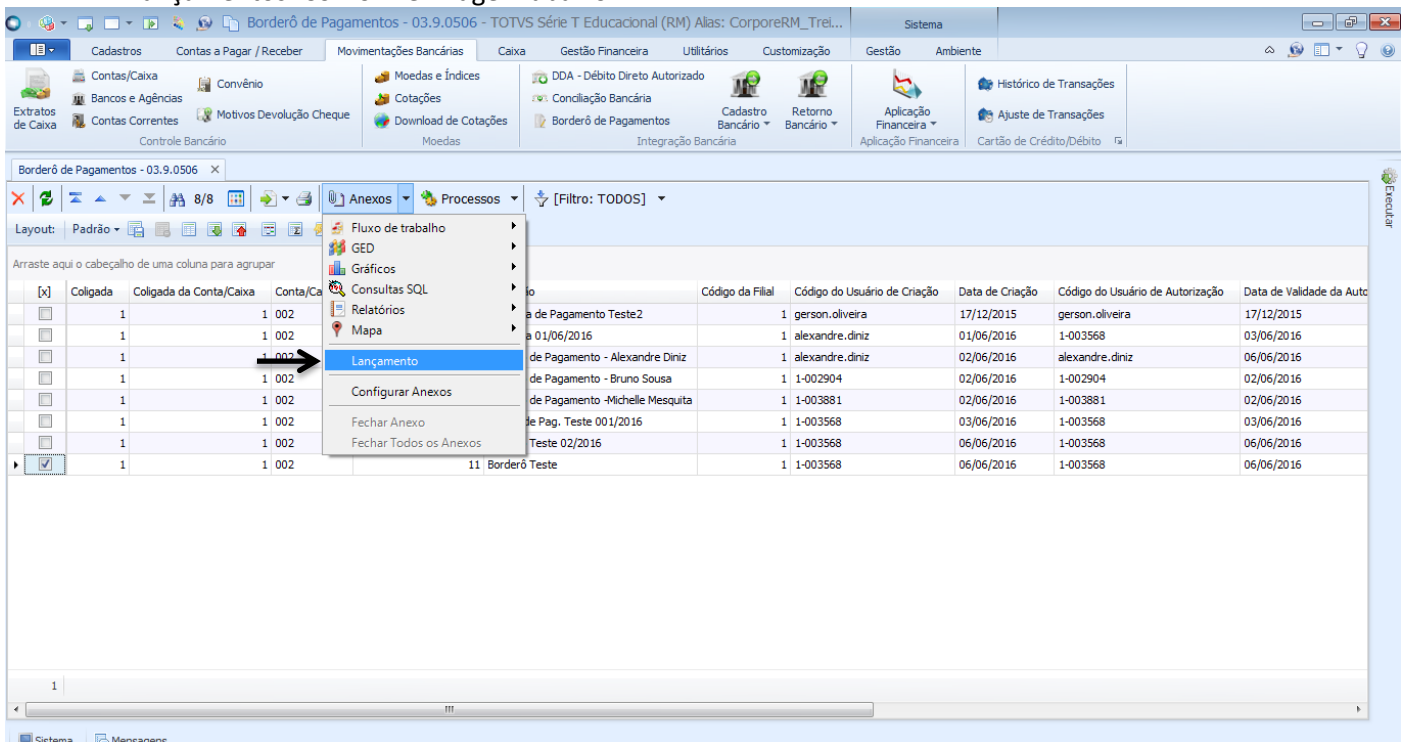 Borderô de Pagamentos - 03.9.0506 - TOTVS Série T Educacional (RM) Alias: CorporeRM_Trei... Sistema
Cadastros Contas a Pagar / Receber Movimentações Bancárias Caixa Gestão Financeira Utilitários Customização Gestão Ambiente
Extratos de Caixa
Contas/Caixa
Bancos e Agências
Contas Correntes
Convênio
Motivos Devolução Cheque
Controle Bancário
Moedas e Índices
Cotações
Download de Cotações
Moedas
DDA - Débito Direto Autorizado
Conciliação Bancária
Borderô de Pagamentos
Cadastro Bancário
Retorno Bancário
Integração Bancária
Aplicação Financeira
Aplicação Financeira
Histórico de Transações
Ajuste de Transações
Cartão de Crédito/Débito
Borderô de Pagamentos - 03.9.0506 X
Executar
8/8 Anexos Processos [Filtro: TODOS]
Layout: Padrão
Fluxo de trabalho
GED
Gráficos
Consultas SQL
Relatórios
Mapa
Lançamento
Configurar Anexos
Fechar Anexo
Fechar Todos os Anexos
Arraste aqui o cabeçalho de uma coluna para agrupar
[x] Coligada Coligada da Conta/Caixa Conta/Ca Código da Filial Código do Usuário de Criação Data de Criação Código do Usuário de Autorização Data de Validade da Auto
1 1 002 de Pagamento Teste2 1 gerson.oliveira 17/12/2015 gerson.oliveira 17/12/2015
1 1 002 01/06/2016 1 alexandre.diniz 01/06/2016 1-003568 03/06/2016
1 1 002 de Pagamento - Alexandre Diniz 1 alexandre.diniz 02/06/2016 alexandre.diniz 06/06/2016
1 1 002 de Pagamento - Bruno Sousa 1 1-002904 02/06/2016 1-002904 02/06/2016
1 1 002 de Pagamento -Michelle Mesquita 1 1-003881 02/06/2016 1-003881 02/06/2016
1 1 002 de Pag. Teste 001/2016 1 1-003568 03/06/2016 1-003568 03/06/2016
1 1 002 Teste 02/2016 1 1-003568 06/06/2016 1-003568 06/06/2016
1 1 002 11 Borderô Teste 1 1-003568 06/06/2016 1-003568 06/06/2016
1
Sistema Mensagens